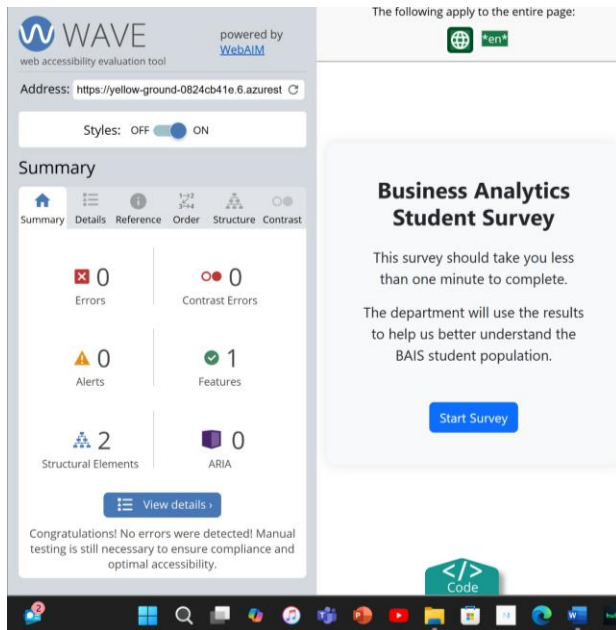 WAVE
web accessibility evaluation tool
powered by
WebAIM
Address: https://yellow-ground-0824cb41e.6.azurest
Styles: OFF ON
Summary
Summary Details Reference Order Structure Contrast
0
Errors
0
Contrast Errors
0
Alerts
1
Features
2
Structural Elements
0
ARIA
View details ›
Congratulations! No errors were detected! Manual
testing is still necessary to ensure compliance and
optimal accessibility.
The following apply to the entire page:
*en*
Business Analytics
Student Survey
This survey should take you less
than one minute to complete.
The department will use the results
to help us better understand the
BAIS student population.
Start Survey
</>
Code
2